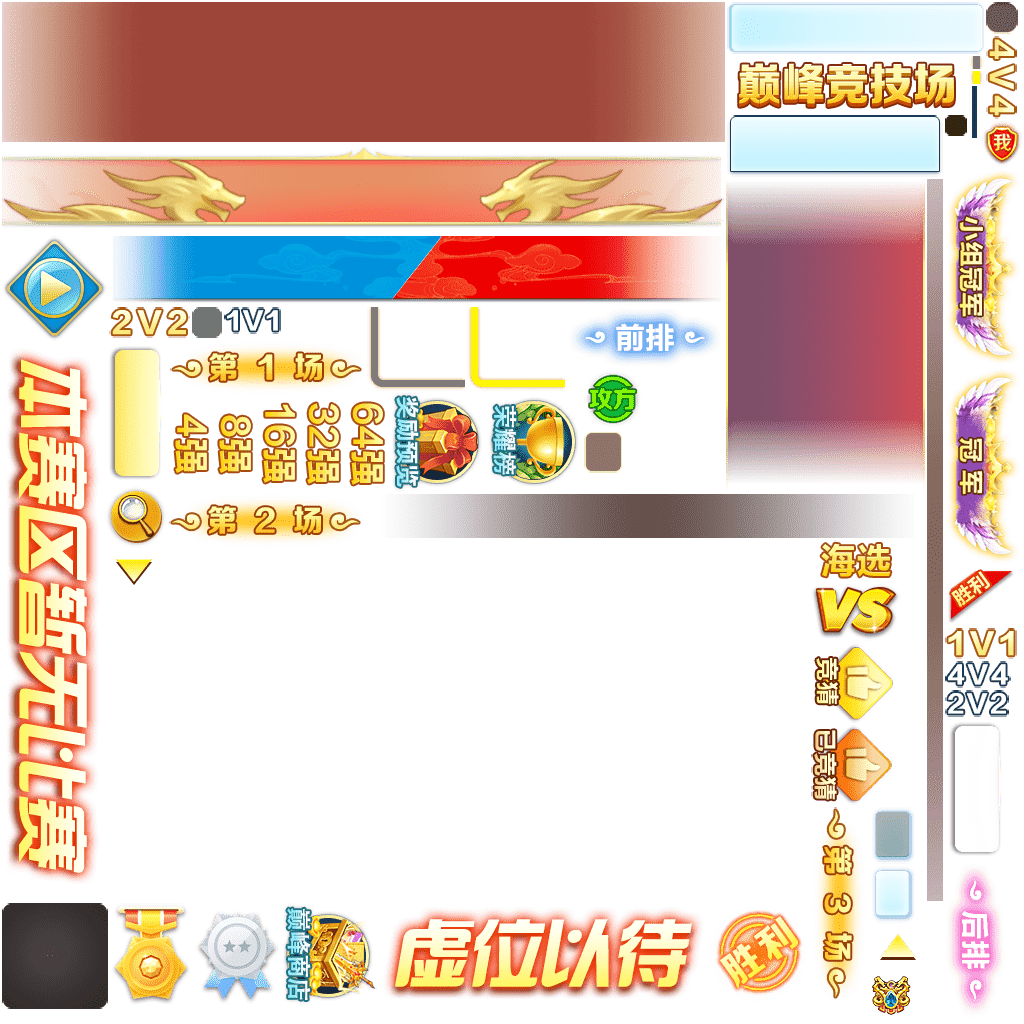 巅峰竞技场
4V4
我
小组冠军
2V2
1V1
前排
第1场
攻方
4强
8强
16强
32强
64强
奖励预览
荣耀榜
本赛区暂无比赛
冠军
第2场
海选
VS
胜利
1V1
4V4
2V2
竞猜
已竞猜
第3场
后排
巅峰商店
虚位以待
胜利